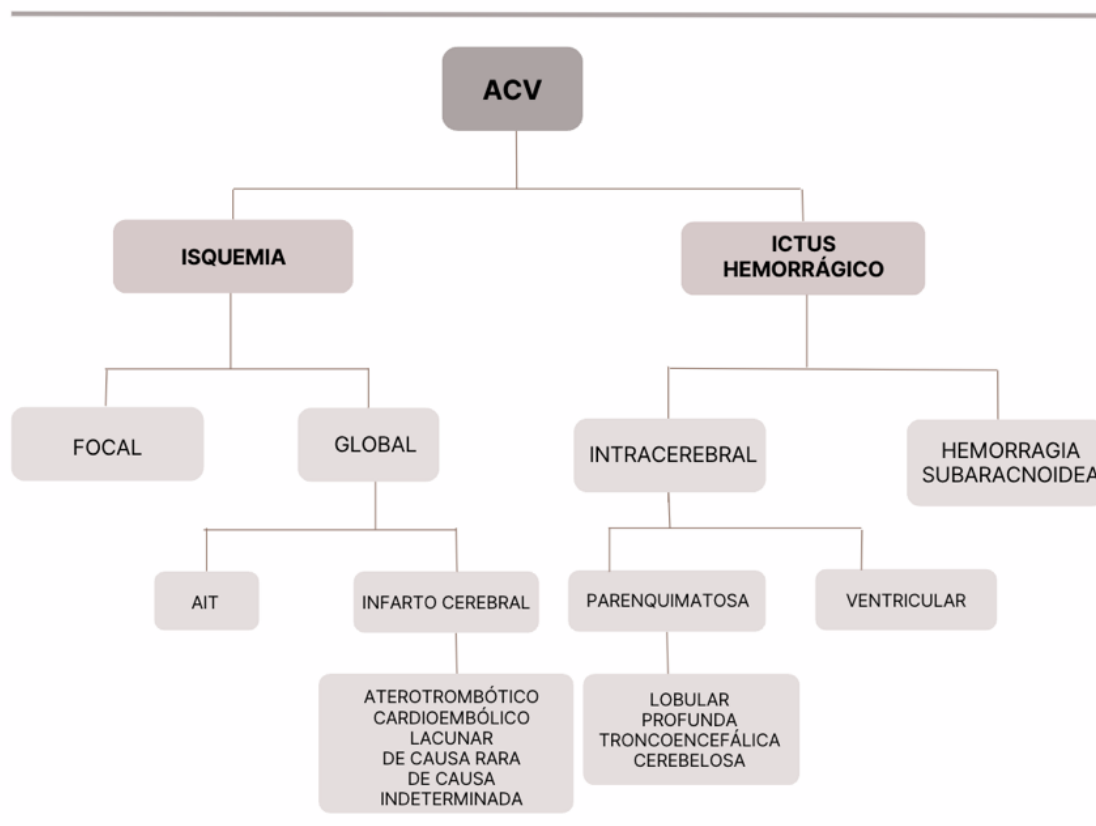 ACV
ISQUEMIA
ICTUS
HEMORRÁGICO
FOCAL
GLOBAL
INTRACEREBRAL
HEMORRAGIA
SUBARACNOIDEA
AIT
INFARTO CEREBRAL
PARENQUIMATOSA
VENTRICULAR
ATEROTROMBÓTICO
CARDIOEMBÓLICO
LACUNAR
DE CAUSA RARA
DE CAUSA
INDETERMINADA
LOBULAR
PROFUNDA
TRONCOENCEFÁLICA
CEREBELOSA